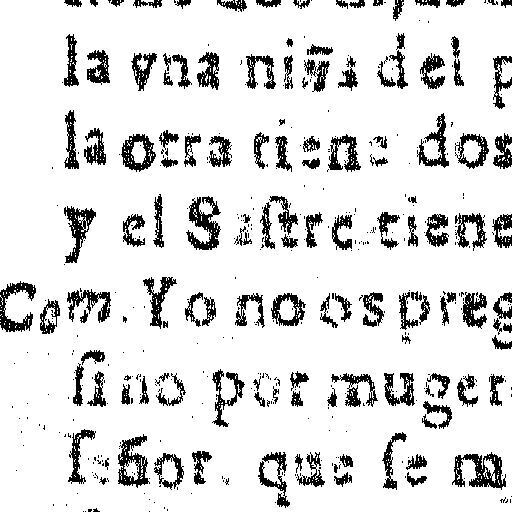 la vna niña del
la otra tiene dos
y el Saſtre tiene
Com. Yo no os preg
ſino por muger
ſeñor, que ſe m